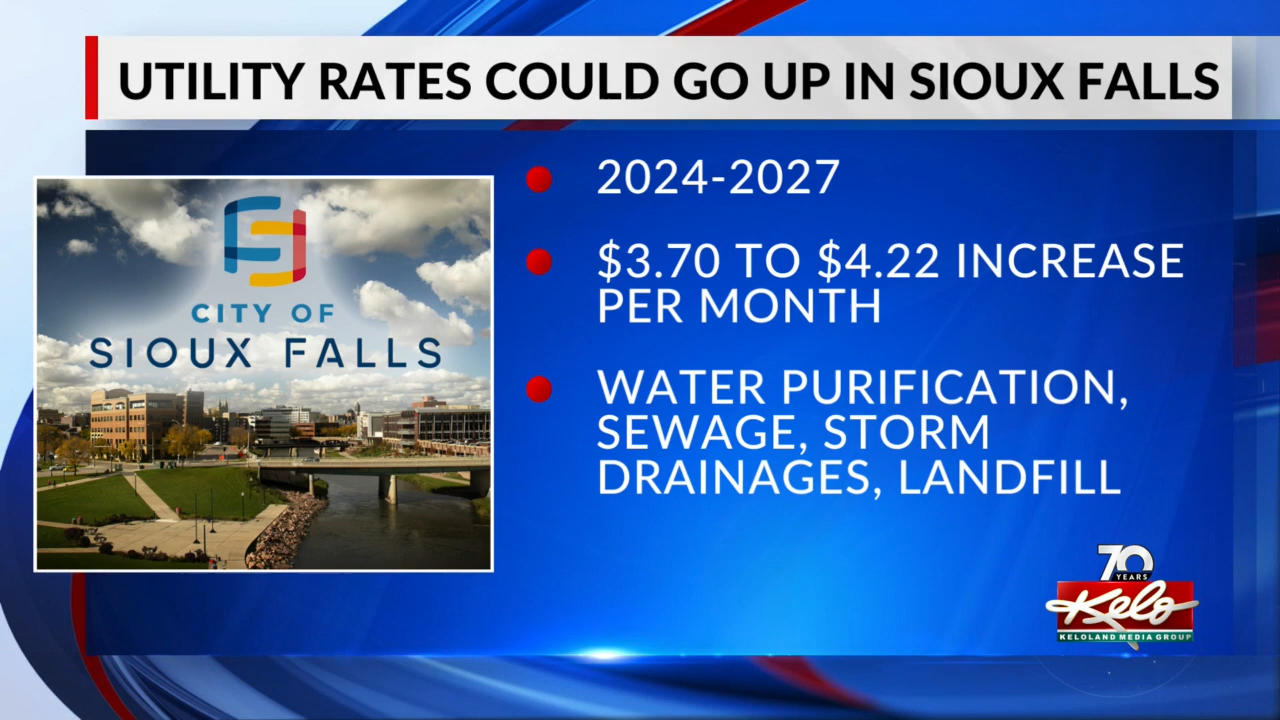 UTILITY RATES COULD GO UP IN SIOUX FALLS
CITY OF
SIOUX FALLS
2024-2027
$3.70 TO $4.22 INCREASE
PER MONTH
WATER PURIFICATION,
SEWAGE, STORM
DRAINAGES, LANDFILL
70
YEARS
Kelo
KELOLAND MEDIA GROUP